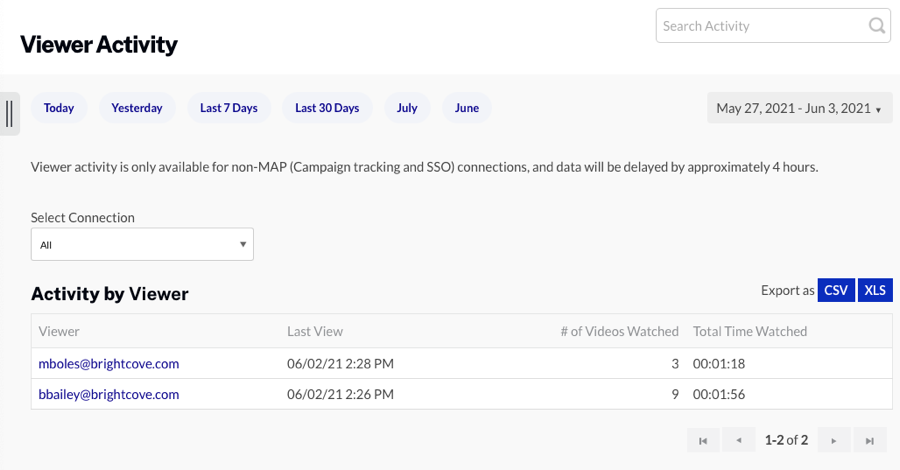 Search Activity
Viewer Activity
Today Yesterday Last 7 Days Last 30 Days July June May 27, 2021 - Jun 3, 2021
Viewer activity is only available for non-MAP (Campaign tracking and SSO) connections, and data will be delayed by approximately 4 hours.
Select Connection
All
Activity by Viewer Export as CSV XLS
Viewer Last View # of Videos Watched Total Time Watched
mboles@brightcove.com 06/02/21 2:28 PM 3 00:01:18
bbailey@brightcove.com 06/02/21 2:26 PM 9 00:01:56
1-2 of 2